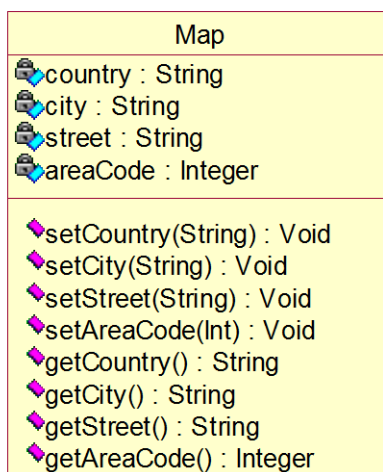 Map
country : String
city : String
street : String
areaCode : Integer
setCountry(String) : Void
setCity(String) : Void
setStreet(String) : Void
setAreaCode(Int) : Void
getCountry() : String
getCity() : String
getStreet() : String
getAreaCode() : Integer